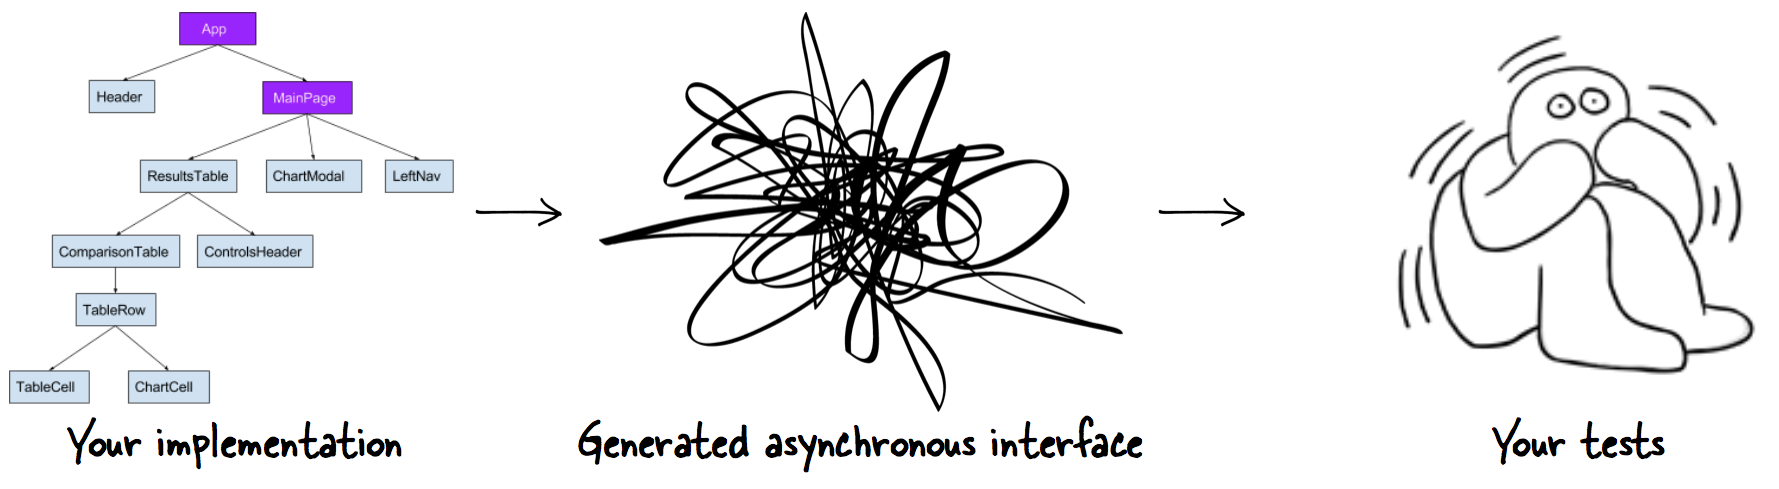 App
Header
MainPage
ResultsTable
ChartModal
LeftNav
ComparisonTable
ControlsHeader
TableRow
TableCell
ChartCell
Your implementation
Generated asynchronous interface
Your tests